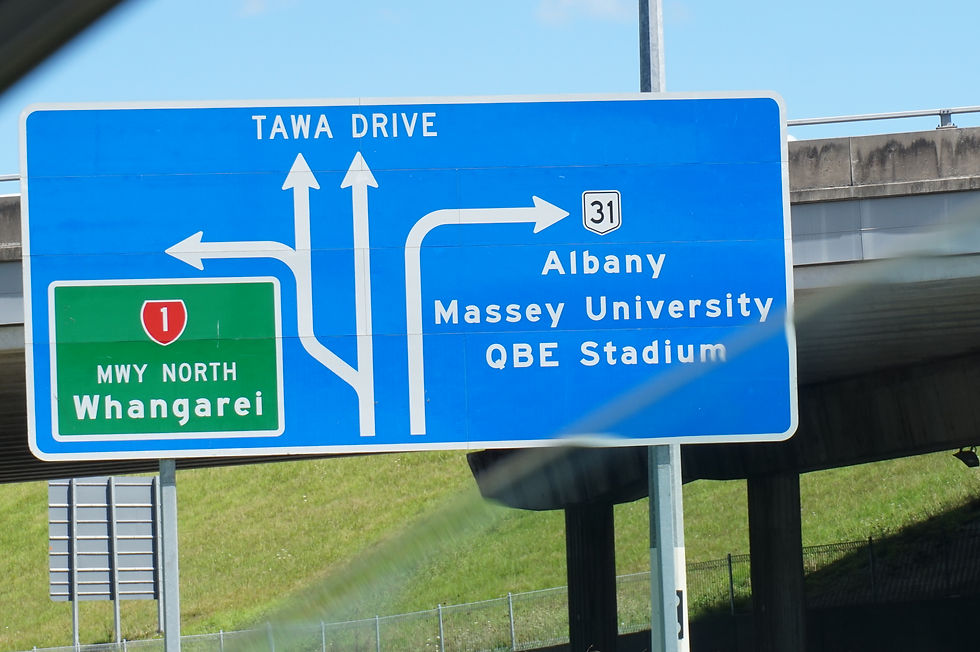 TAWA DRIVE
31
Albany
Massey University
QBE Stadium
1
MWY NORTH
Whangarei